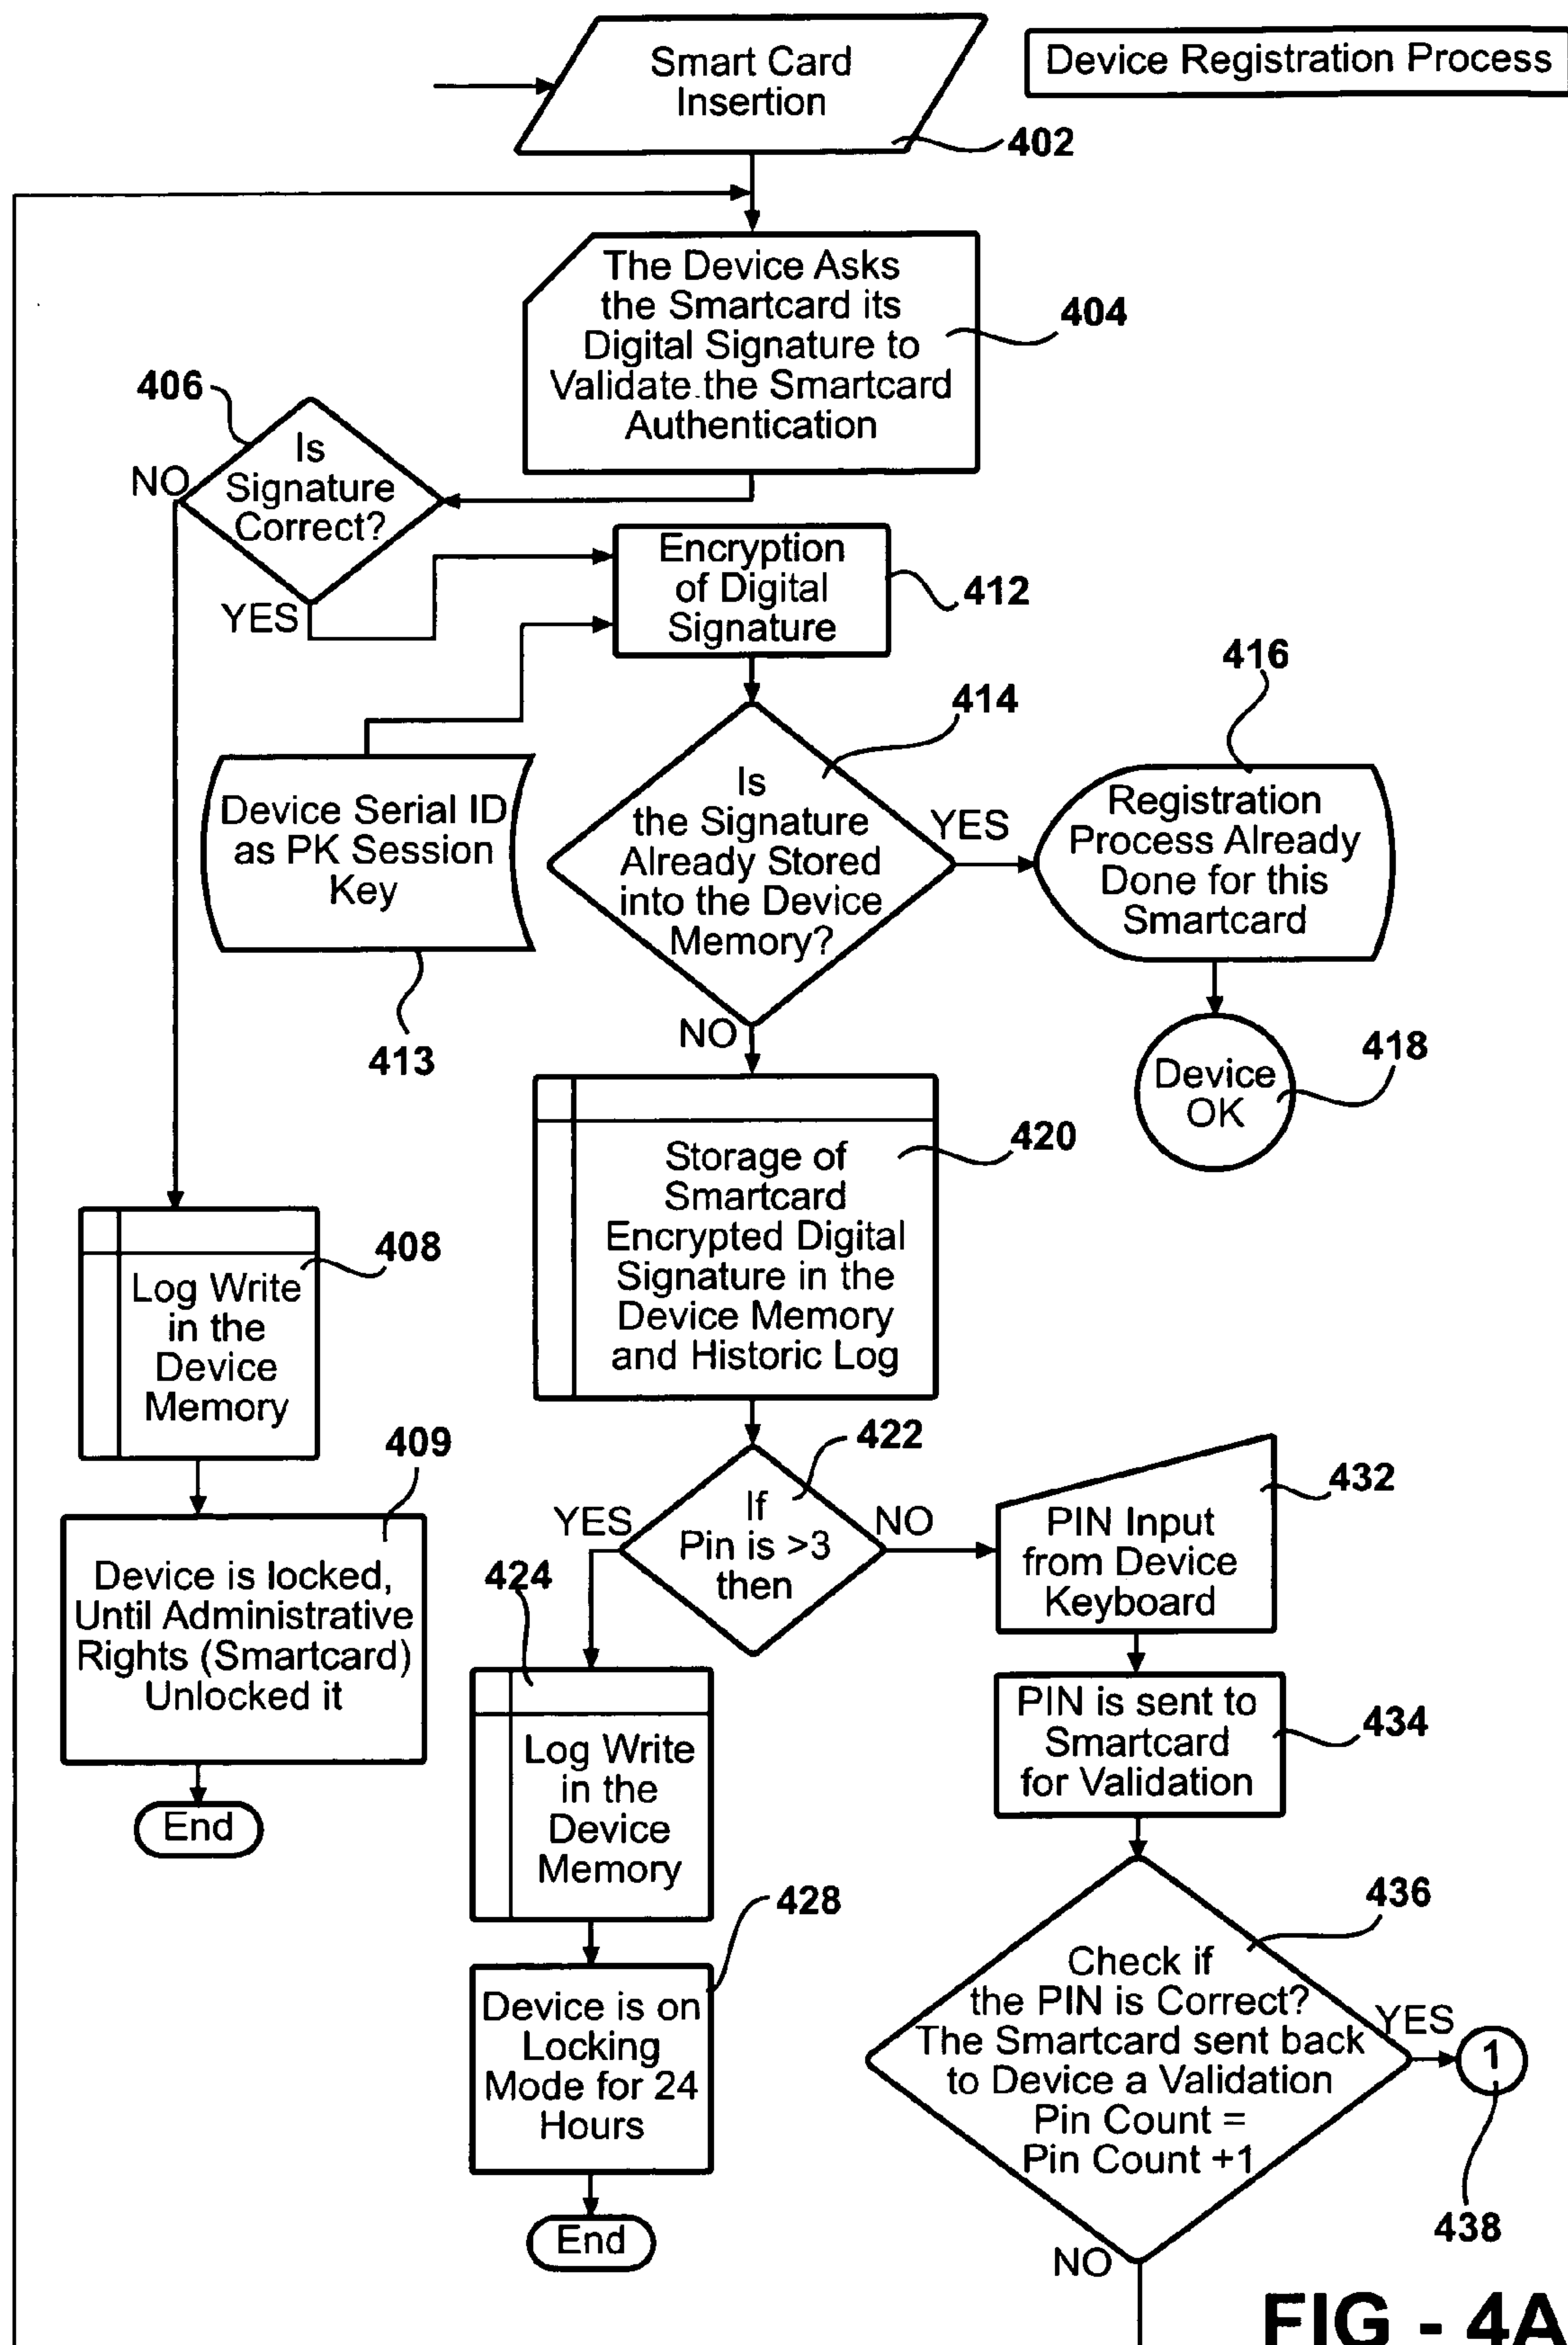 Smart Card
Insertion
402
Device Registration Process
The Device Asks
the Smartcard its
Digital Signature to
Validate the Smartcard
Authentication
404
406
Is
Signature
Correct?
NO
YES
Encryption
of Digital
Signature
412
Device Serial ID
as PK Session
Key
413
414
Is
the Signature
Already Stored
into the Device
Memory?
YES
NO
416
Registration
Process Already
Done for this
Smartcard
Device
OK
418
Storage of
Smartcard
Encrypted Digital
Signature in the
Device Memory
and Historic Log
420
Log Write
in the
Device
Memory
408
409
Device is locked,
Until Administrative
Rights (Smartcard)
Unlocked it
End
422
If
Pin is >3
then
YES
NO
424
Log Write
in the
Device
Memory
428
Device is on
Locking
Mode for 24
Hours
End
432
PIN Input
from Device
Keyboard
PIN is sent to
Smartcard
for Validation
434
436
Check if
the PIN is Correct?
The Smartcard sent back
to Device a Validation
Pin Count =
Pin Count +1
YES
1
438
NO
FIG - 4A